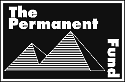 The
Permanent
Fund